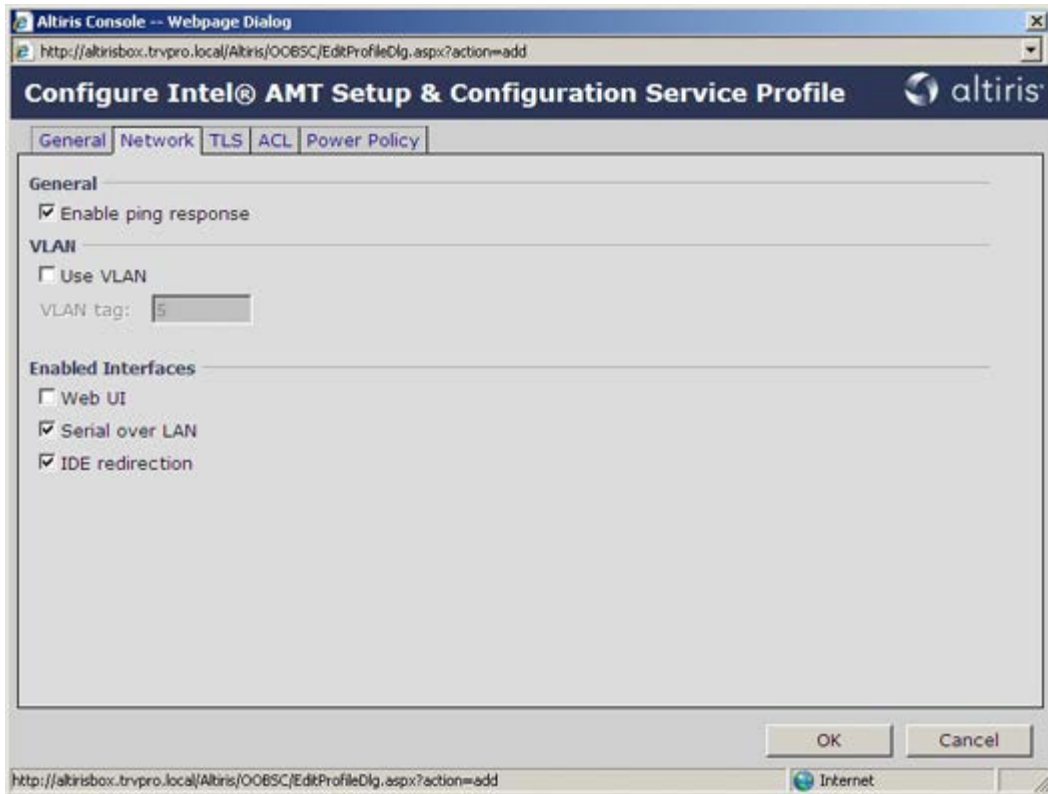 Altiris Console -- Webpage Dialog
http://altirisbox.trvpro.local/Altiris/OOBSC/EditProfileDlg.aspx?action=add
Configure Intel® AMT Setup & Configuration Service Profile altiris
General Network TLS ACL Power Policy
General
Enable ping response
VLAN
Use VLAN
VLAN tag: 5
Enabled Interfaces
Web UI
Serial over LAN
IDE redirection
OK Cancel
http://altirisbox.trvpro.local/Altiris/OOBSC/EditProfileDlg.aspx?action=add Internet